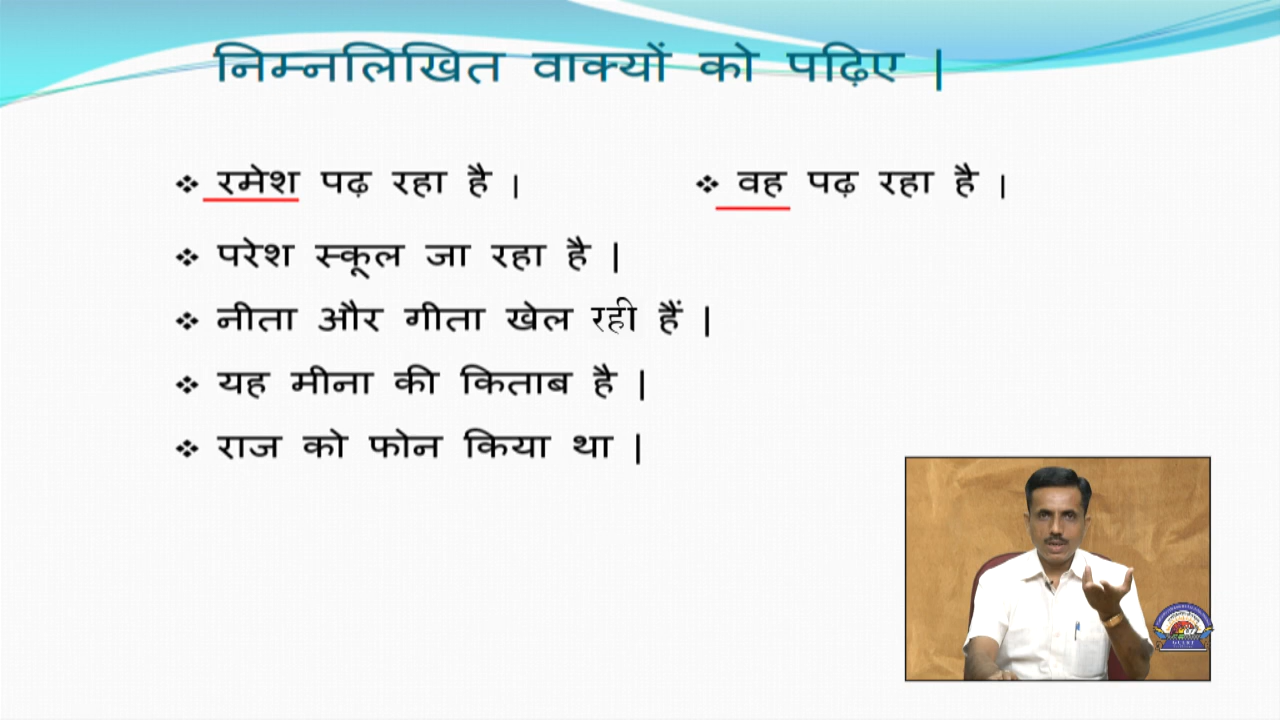 निम्नलिखित वाक्यों को पढ़िए |
❖ रमेश पढ़ रहा है ।
❖ वह पढ़ रहा है ।
❖ परेश स्कूल जा रहा है |
❖ नीता और गीता खेल रही हैं |
❖ यह मीना की किताब है |
❖ राज को फोन किया था |